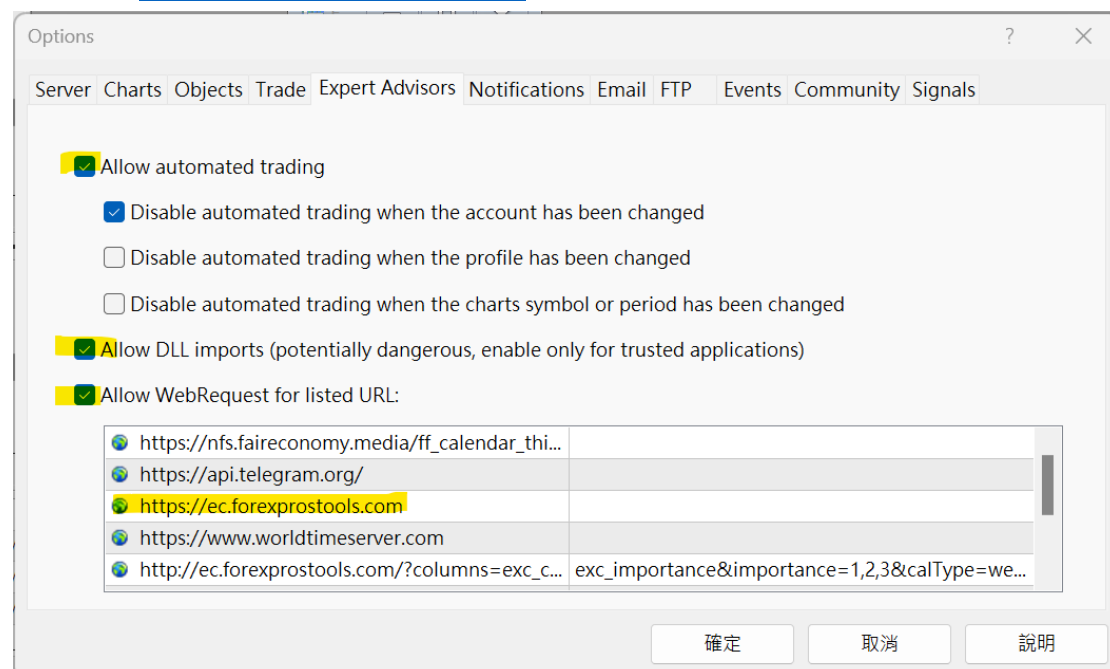 Options
Server Charts Objects Trade Expert Advisors Notifications Email FTP Events Community Signals
Allow automated trading
Disable automated trading when the account has been changed
Disable automated trading when the profile has been changed
Disable automated trading when the charts symbol or period has been changed
Allow DLL imports (potentially dangerous, enable only for trusted applications)
Allow WebRequest for listed URL:
https://nfs.faireconomy.media/ff_calendar_thi...
https://api.telegram.org/
https://ec.forexprostools.com
https://www.worldtimeserver.com
http://ec.forexprostools.com/?columns=exc_c... exc_importance&importance=1,2,3&calType=we...
確定 取消 說明